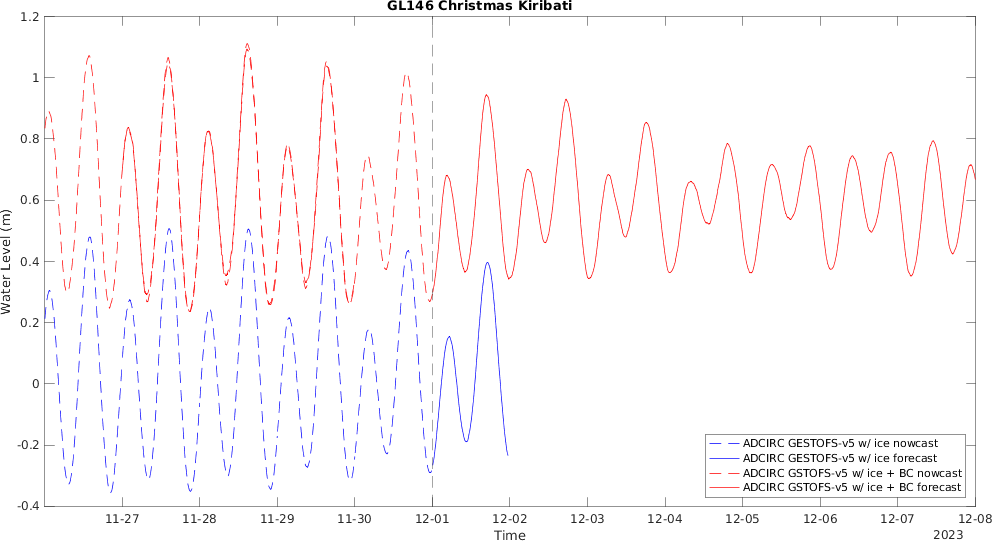 GL146 Christmas Kiribati
1.2
1
0.8
0.6
0.4
0.2
0
-0.2
-0.4
Water Level (m)
ADCIRC GESTOFS-v5 w/ ice nowcast
ADCIRC GESTOFS-v5 w/ ice forecast
ADCIRC GSTOFS-v5 w/ ice + BC nowcast
ADCIRC GSTOFS-v5 w/ ice + BC forecast
11-27 11-28 11-29 11-30 12-01 12-02 12-03 12-04 12-05 12-06 12-07 12-08
Time
2023